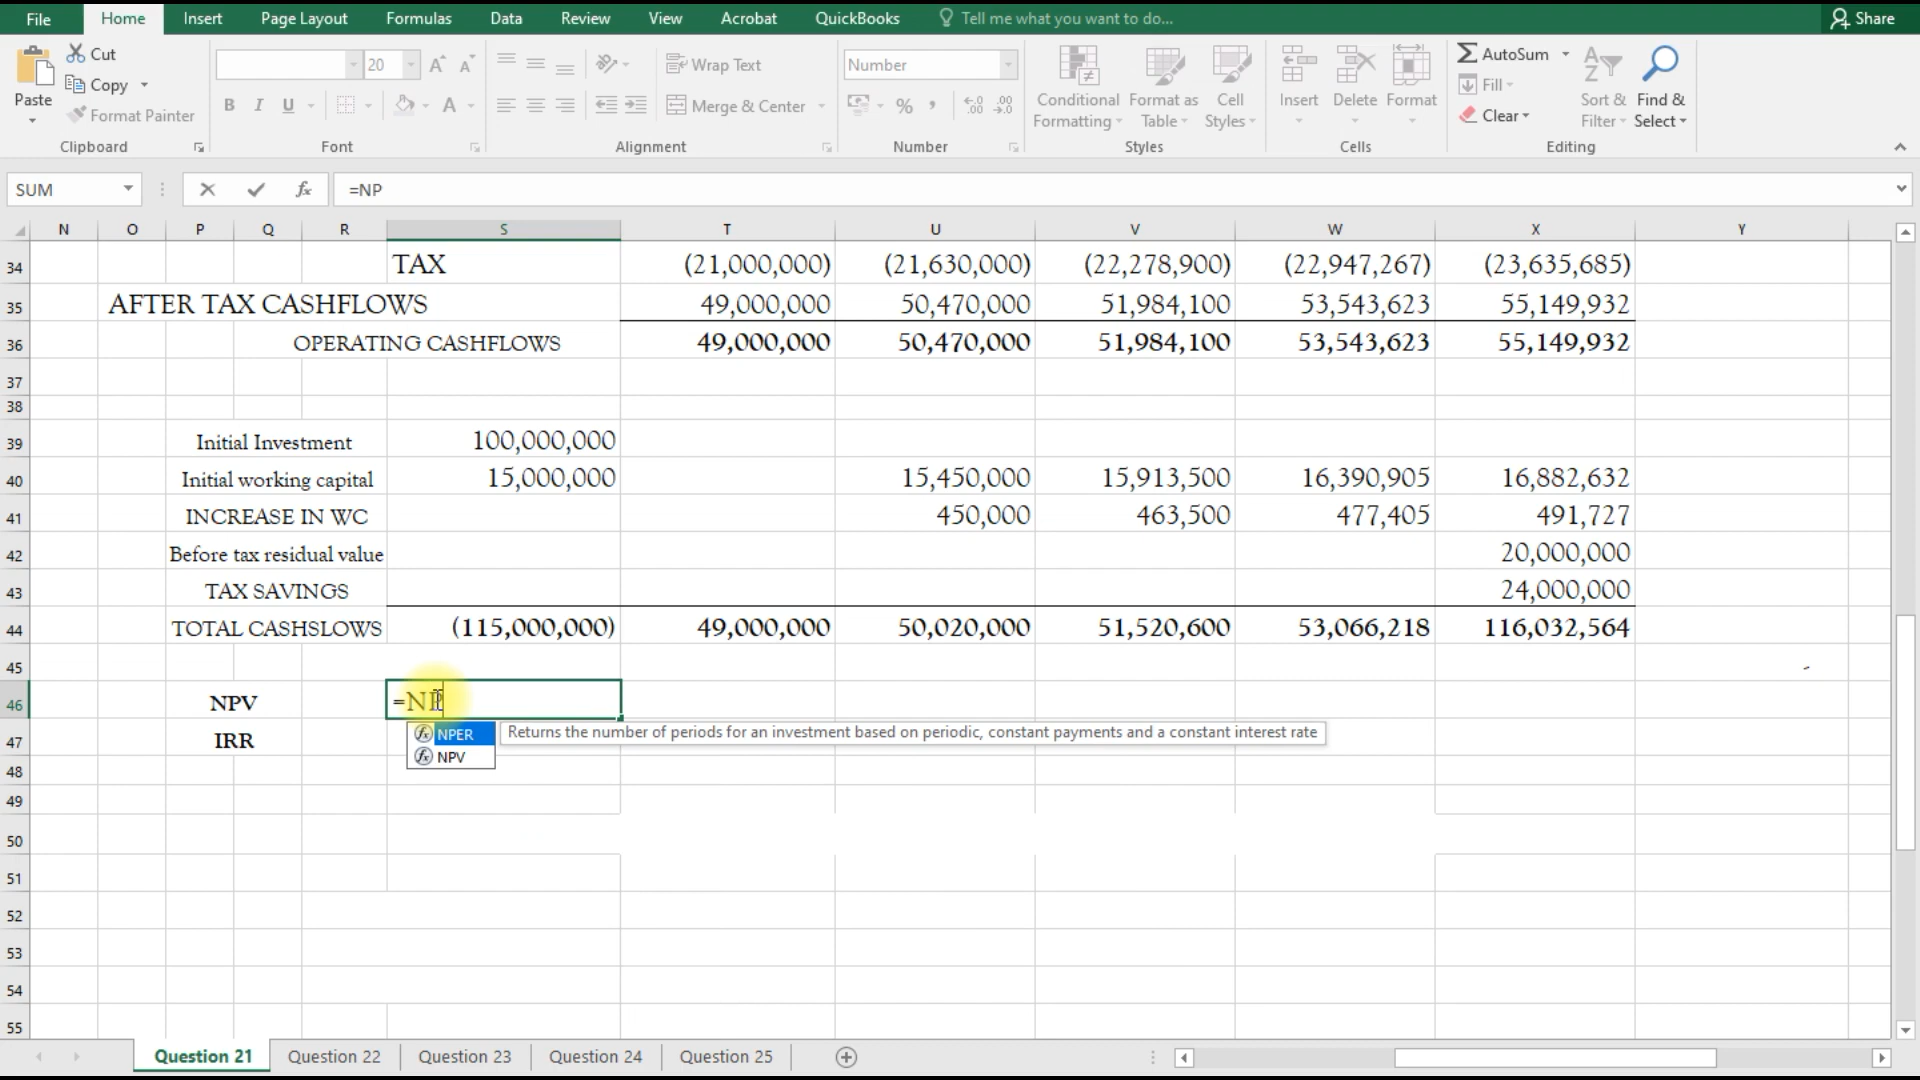 File Home Insert Page Layout Formulas Data Review View Acrobat QuickBooks Tell me what you want to do... Share
Paste Cut Copy Format Painter Clipboard
20 B I U Font
Wrap Text Merge & Center Alignment
Number % , .00 Number
Conditional Formatting Format as Table Cell Styles Styles
Insert Delete Format Cells
AutoSum Fill Clear Sort & Filter Find & Select Editing
SUM fx =NP
N O P Q R S T U V W X Y
34 TAX (21,000,000) (21,630,000) (22,278,900) (22,947,267) (23,635,685)
35 AFTER TAX CASHFLOWS 49,000,000 50,470,000 51,984,100 53,543,623 55,149,932
36 OPERATING CASHFLOWS 49,000,000 50,470,000 51,984,100 53,543,623 55,149,932
37
38
39 Initial Investment 100,000,000
40 Initial working capital 15,000,000 15,450,000 15,913,500 16,390,905 16,882,632
41 INCREASE IN WC 450,000 463,500 477,405 491,727
42 Before tax residual value 20,000,000
43 TAX SAVINGS 24,000,000
44 TOTAL CASHSLOWS (115,000,000) 49,000,000 50,020,000 51,520,600 53,066,218 116,032,564
45
46 NPV =NP
fx NPER Returns the number of periods for an investment based on periodic, constant payments and a constant interest rate
47 IRR
fx NPV
48
49
50
51
52
53
54
55
Question 21 Question 22 Question 23 Question 24 Question 25